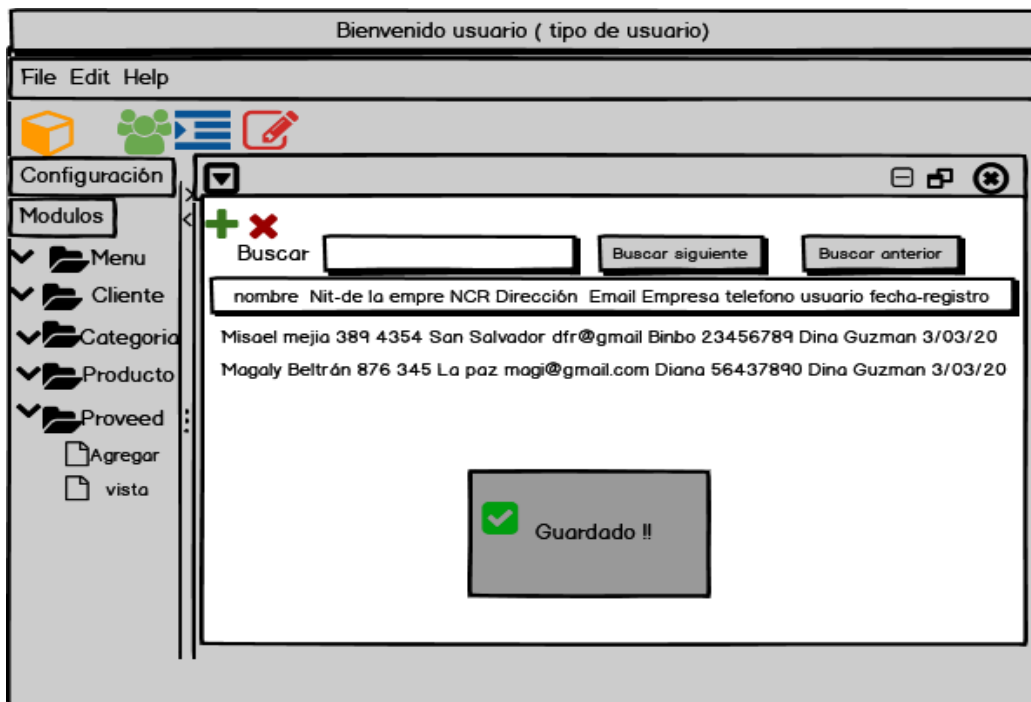 Bienvenido usuario ( tipo de usuario)
File Edit Help
Configuración
Modulos
Menu
Cliente
Categoria
Producto
Proveed
Agregar
vista
Buscar
Buscar siguiente
Buscar anterior
nombre Nit-de la empre NCR Dirección Email Empresa telefono usuario fecha-registro
Misael mejia 389 4354 San Salvador dfr@gmail Binbo 23456789 Dina Guzman 3/03/20
Magaly Beltrán 876 345 La paz magi@gmail.com Diana 56437890 Dina Guzman 3/03/20
Guardado !!